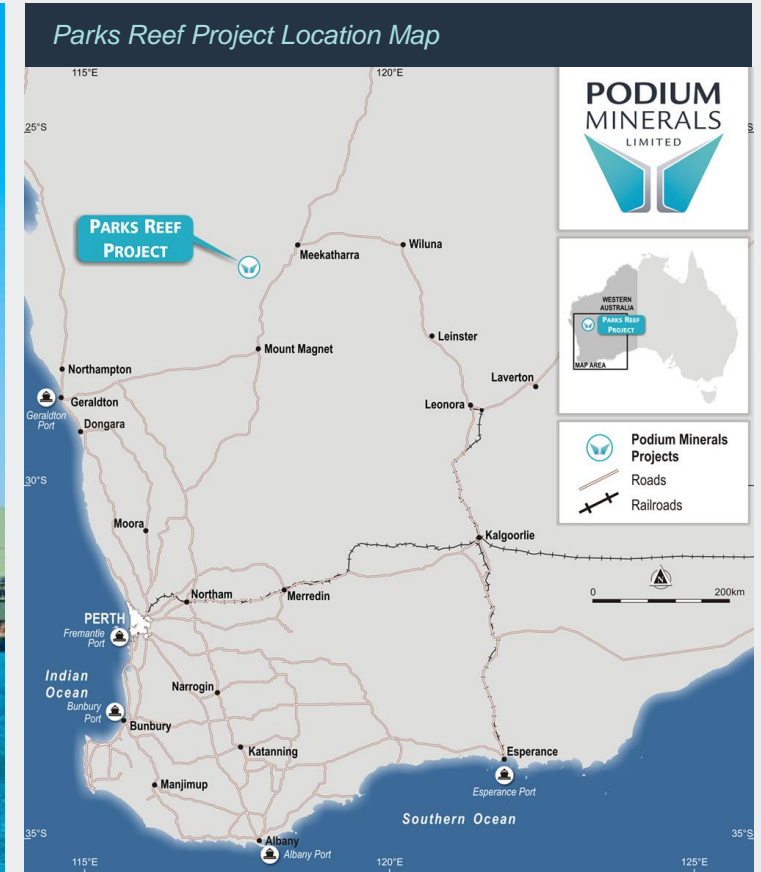 Parks Reef Project Location Map
115°E
120°E
25°S
PODIUM
MINERALS
LIMITED
PARKS REEF
PROJECT
Meekatharra
Wiluna
WESTERN
AUSTRALIA
PARKS REEF
PROJECT
MAP AREA
Leinster
Mount Magnet
Northampton
Laverton
Geraldton
Geraldton
Port
Leonora
Dongara
Podium Minerals
Projects
Roads
Railroads
30°S
Moora
Kalgoorlie
N
0
200km
Northam
Merredin
PERTH
Fremantle
Port
Indian
Ocean
Narrogin
Bunbury
Port
Bunbury
Katanning
Esperance
Esperance Port
Manjimup
Southern Ocean
35°S
35°S
Albany
Albany Port
115°E
120°E
125°E